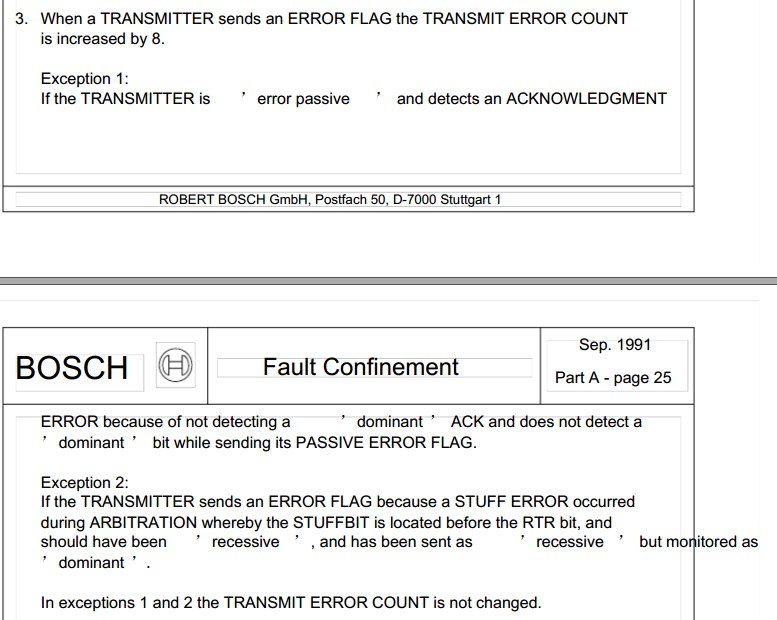 3. When a TRANSMITTER sends an ERROR FLAG the TRANSMIT ERROR COUNT
is increased by 8.
Exception 1:
If the TRANSMITTER is ’ error passive ’ and detects an ACKNOWLEDGMENT
ROBERT BOSCH GmbH, Postfach 50, D-7000 Stuttgart 1
BOSCH
Fault Confinement
Sep. 1991
Part A - page 25
ERROR because of not detecting a ’ dominant ’ ACK and does not detect a
’ dominant ’ bit while sending its PASSIVE ERROR FLAG.
Exception 2:
If the TRANSMITTER sends an ERROR FLAG because a STUFF ERROR occurred
during ARBITRATION whereby the STUFFBIT is located before the RTR bit, and
should have been ’ recessive ’ , and has been sent as ’ recessive ’ but monitored as
’ dominant ’ .
In exceptions 1 and 2 the TRANSMIT ERROR COUNT is not changed.